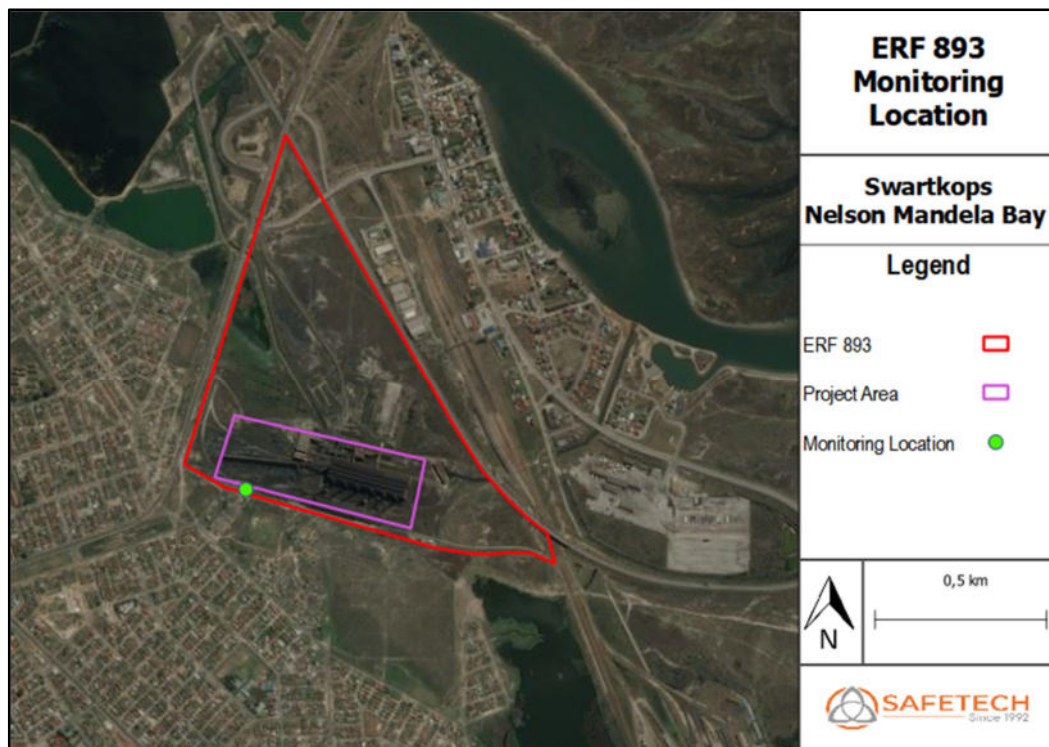 ERF 893
Monitoring
Location
Swartkops
Nelson Mandela Bay
Legend
ERF 893
Project Area
Monitoring Location
N
0,5 km
SAFETECH
Since 1992